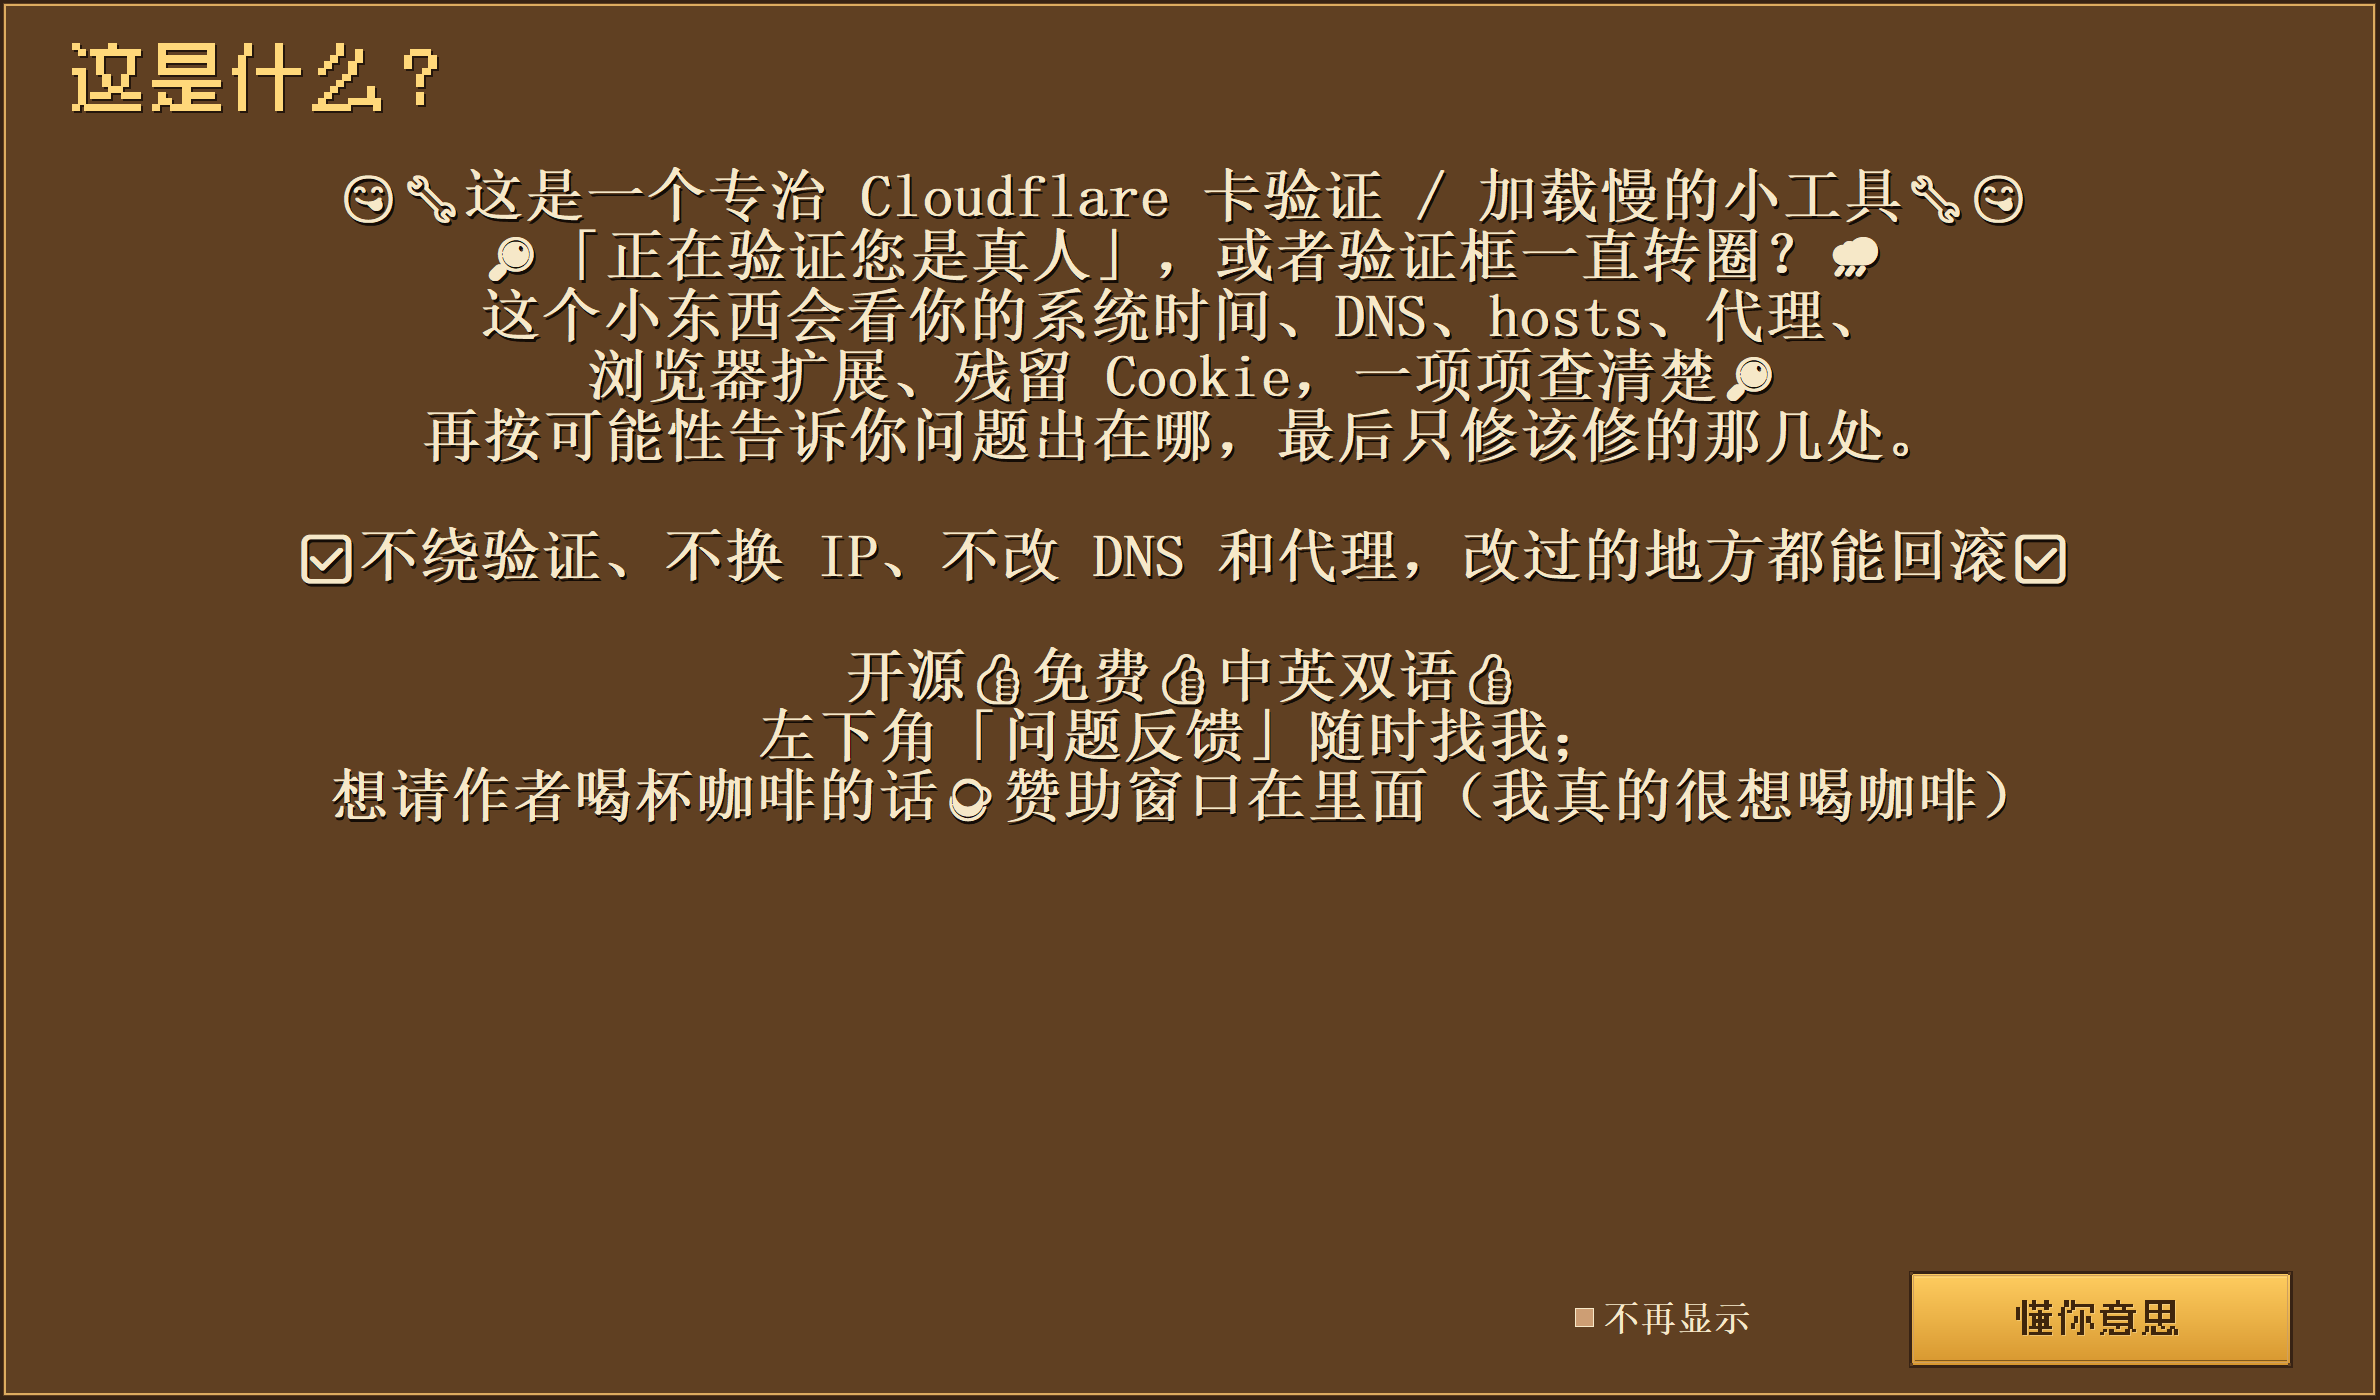 这是什么？
😋🔧这是一个专治 Cloudflare 卡验证 / 加载慢的小工具🔧😋
🔎「正在验证您是真人」，或者验证框一直转圈？🌧
这个小东西会看你的系统时间、DNS、hosts、代理、
浏览器扩展、残留 Cookie，一项项查清楚🔎
再按可能性告诉你问题出在哪，最后只修该修的那几处。
☑不绕验证、不换 IP、不改 DNS 和代理，改过的地方都能回滚☑
开源👍免费👍中英双语👍
左下角「问题反馈」随时找我；
想请作者喝杯咖啡的话☕赞助窗口在里面（我真的很想喝咖啡）
不再显示
懂你意思